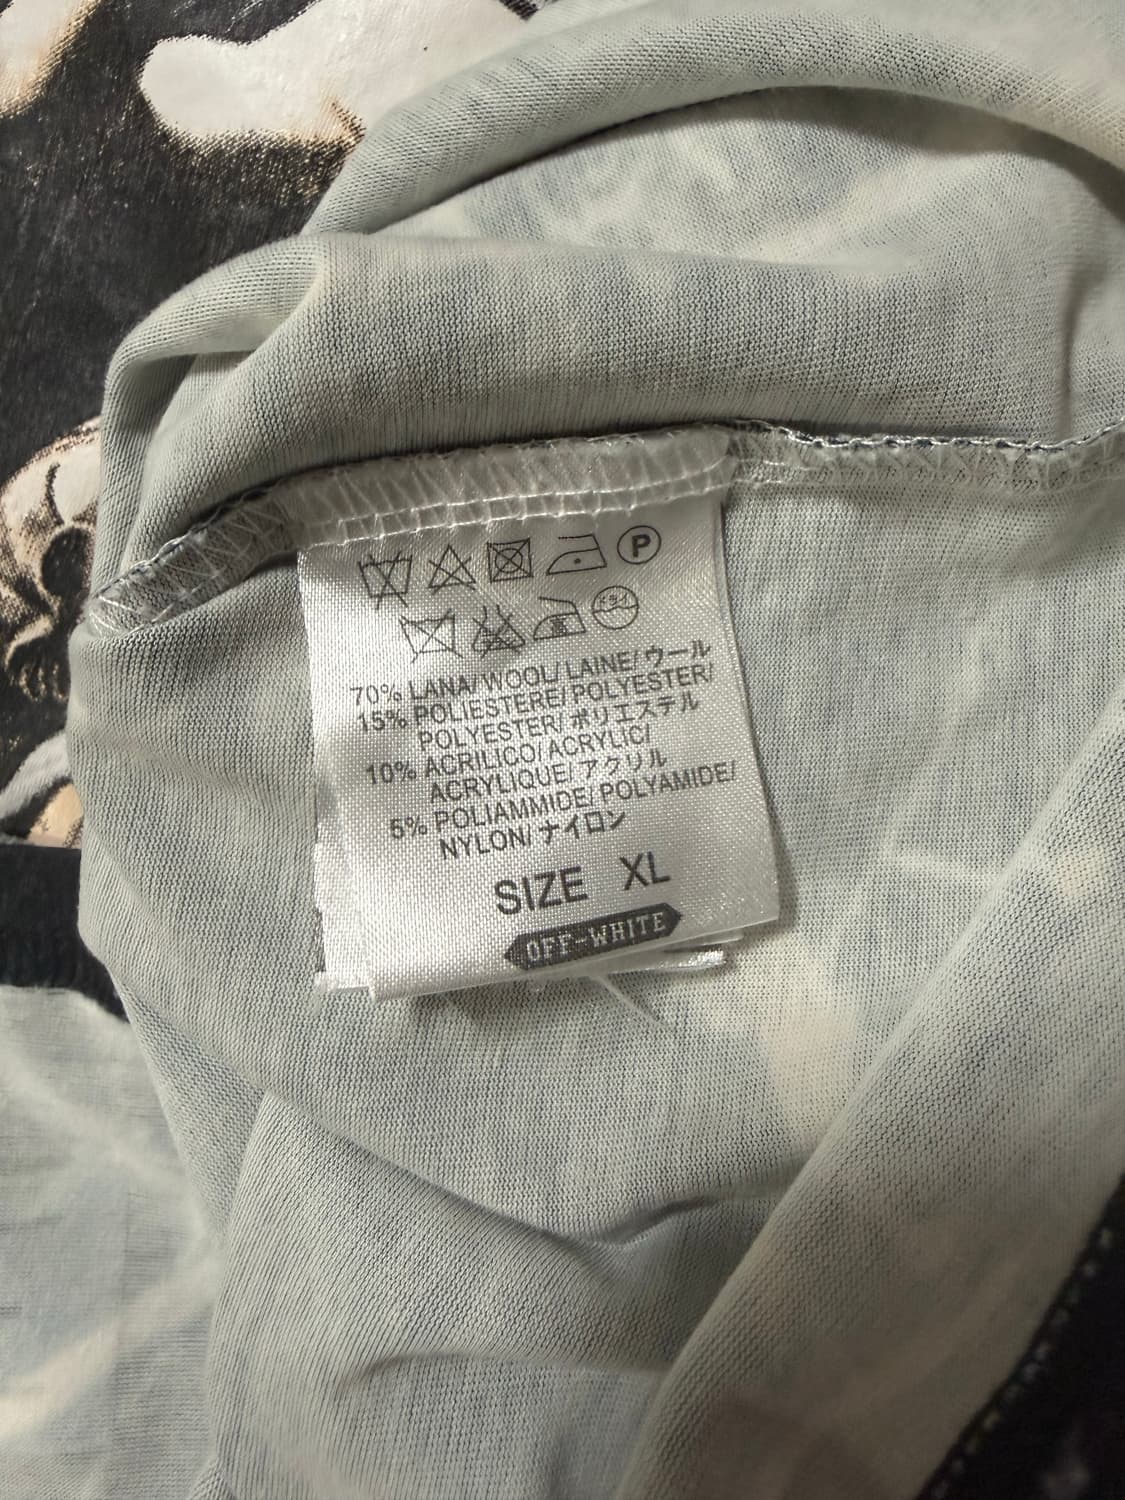 P
70% LANA/ WOOL/ LAINE/ ウール
15% POLIESTERE/ POLYESTER/
POLYESTER/ ポリエステル
10% ACRILICO/ ACRYLIC/
ACRYLIQUE/ アクリル
5% POLIAMMIDE/ POLYAMIDE/
NYLON/ ナイロン
SIZE XL
OFF-WHITE